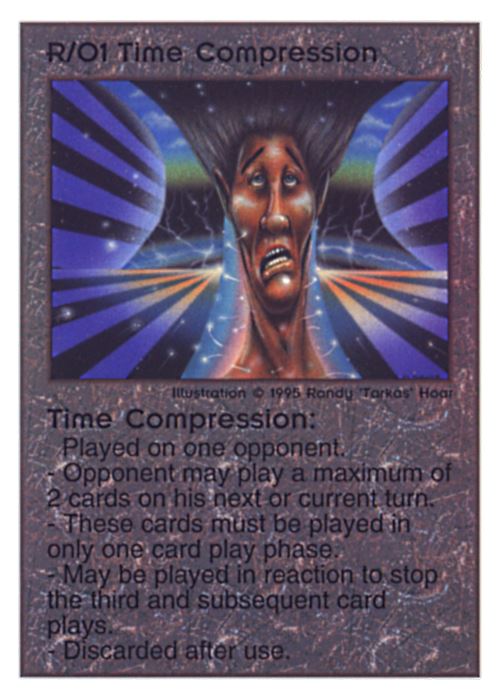 R/O1 Time Compression
Illustration © 1995 Randy 'Tarkas' Hoar
Time Compression:
- Played on one opponent.
- Opponent may play a maximum of
2 cards on his next or current turn.
- These cards must be played in
only one card play phase.
- May be played in reaction to stop
the third and subsequent card
plays.
- Discarded after use.